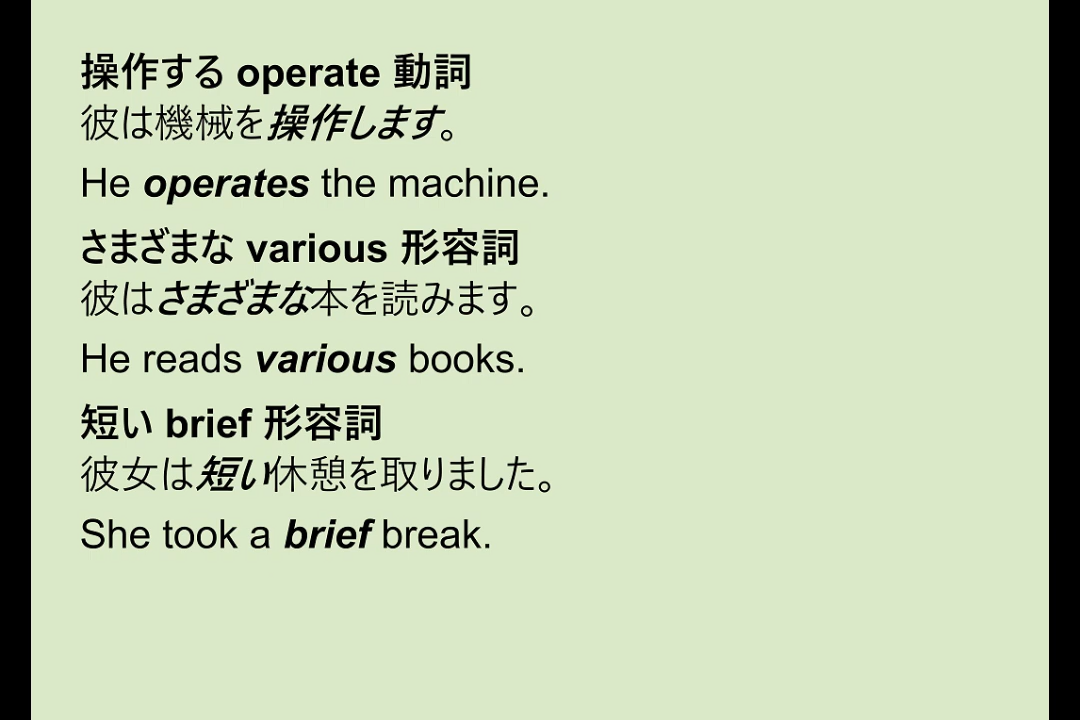 操作する operate 動詞
彼は機械を操作します。
He operates the machine.
さまざまな various 形容詞
彼はさまざまな本を読みます。
He reads various books.
短い brief 形容詞
彼女は短い休憩を取りました。
She took a brief break.